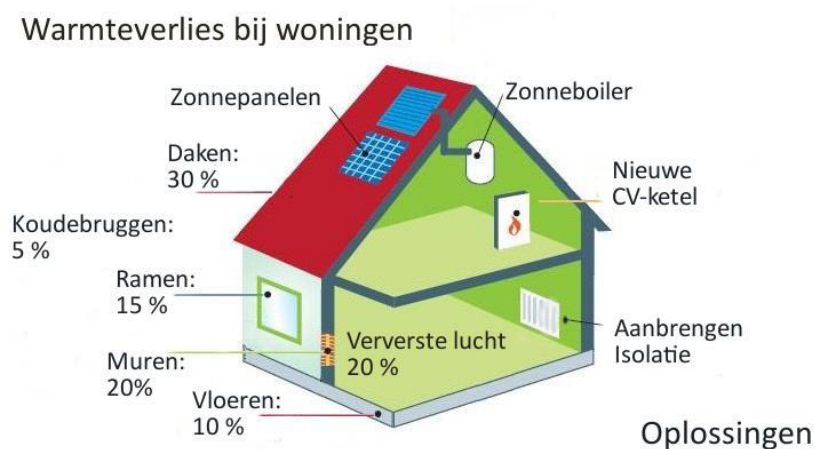 Warmteverlies bij woningen
Zonnepanelen
Zonneboiler
Daken:
30 %
Nieuwe
CV-ketel
Koudebruggen:
5 %
Ramen:
15 %
Ververste lucht
20 %
Aanbrengen
Isolatie
Muren:
20%
Vloeren:
10 %
Oplossingen